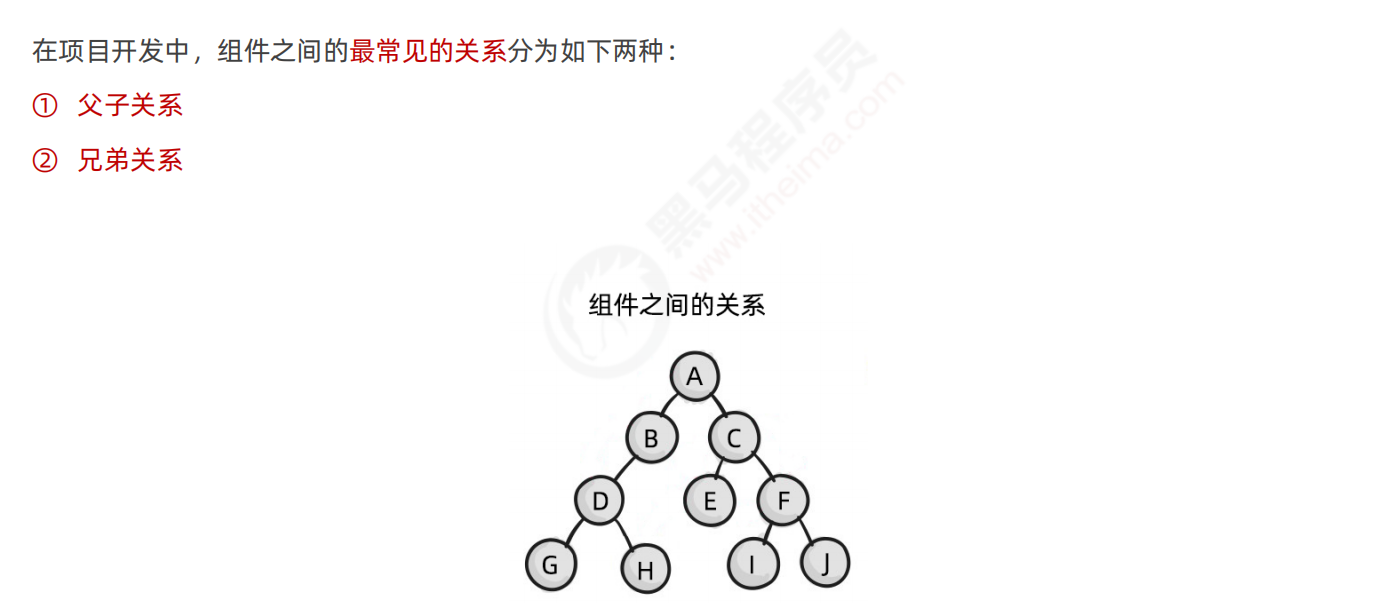 在项目开发中，组件之间的最常见的关系分为如下两种：
① 父子关系
② 兄弟关系
黑马程序员
www.itheima.com
组件之间的关系
A
B
C
D
E
F
G
H
I
J